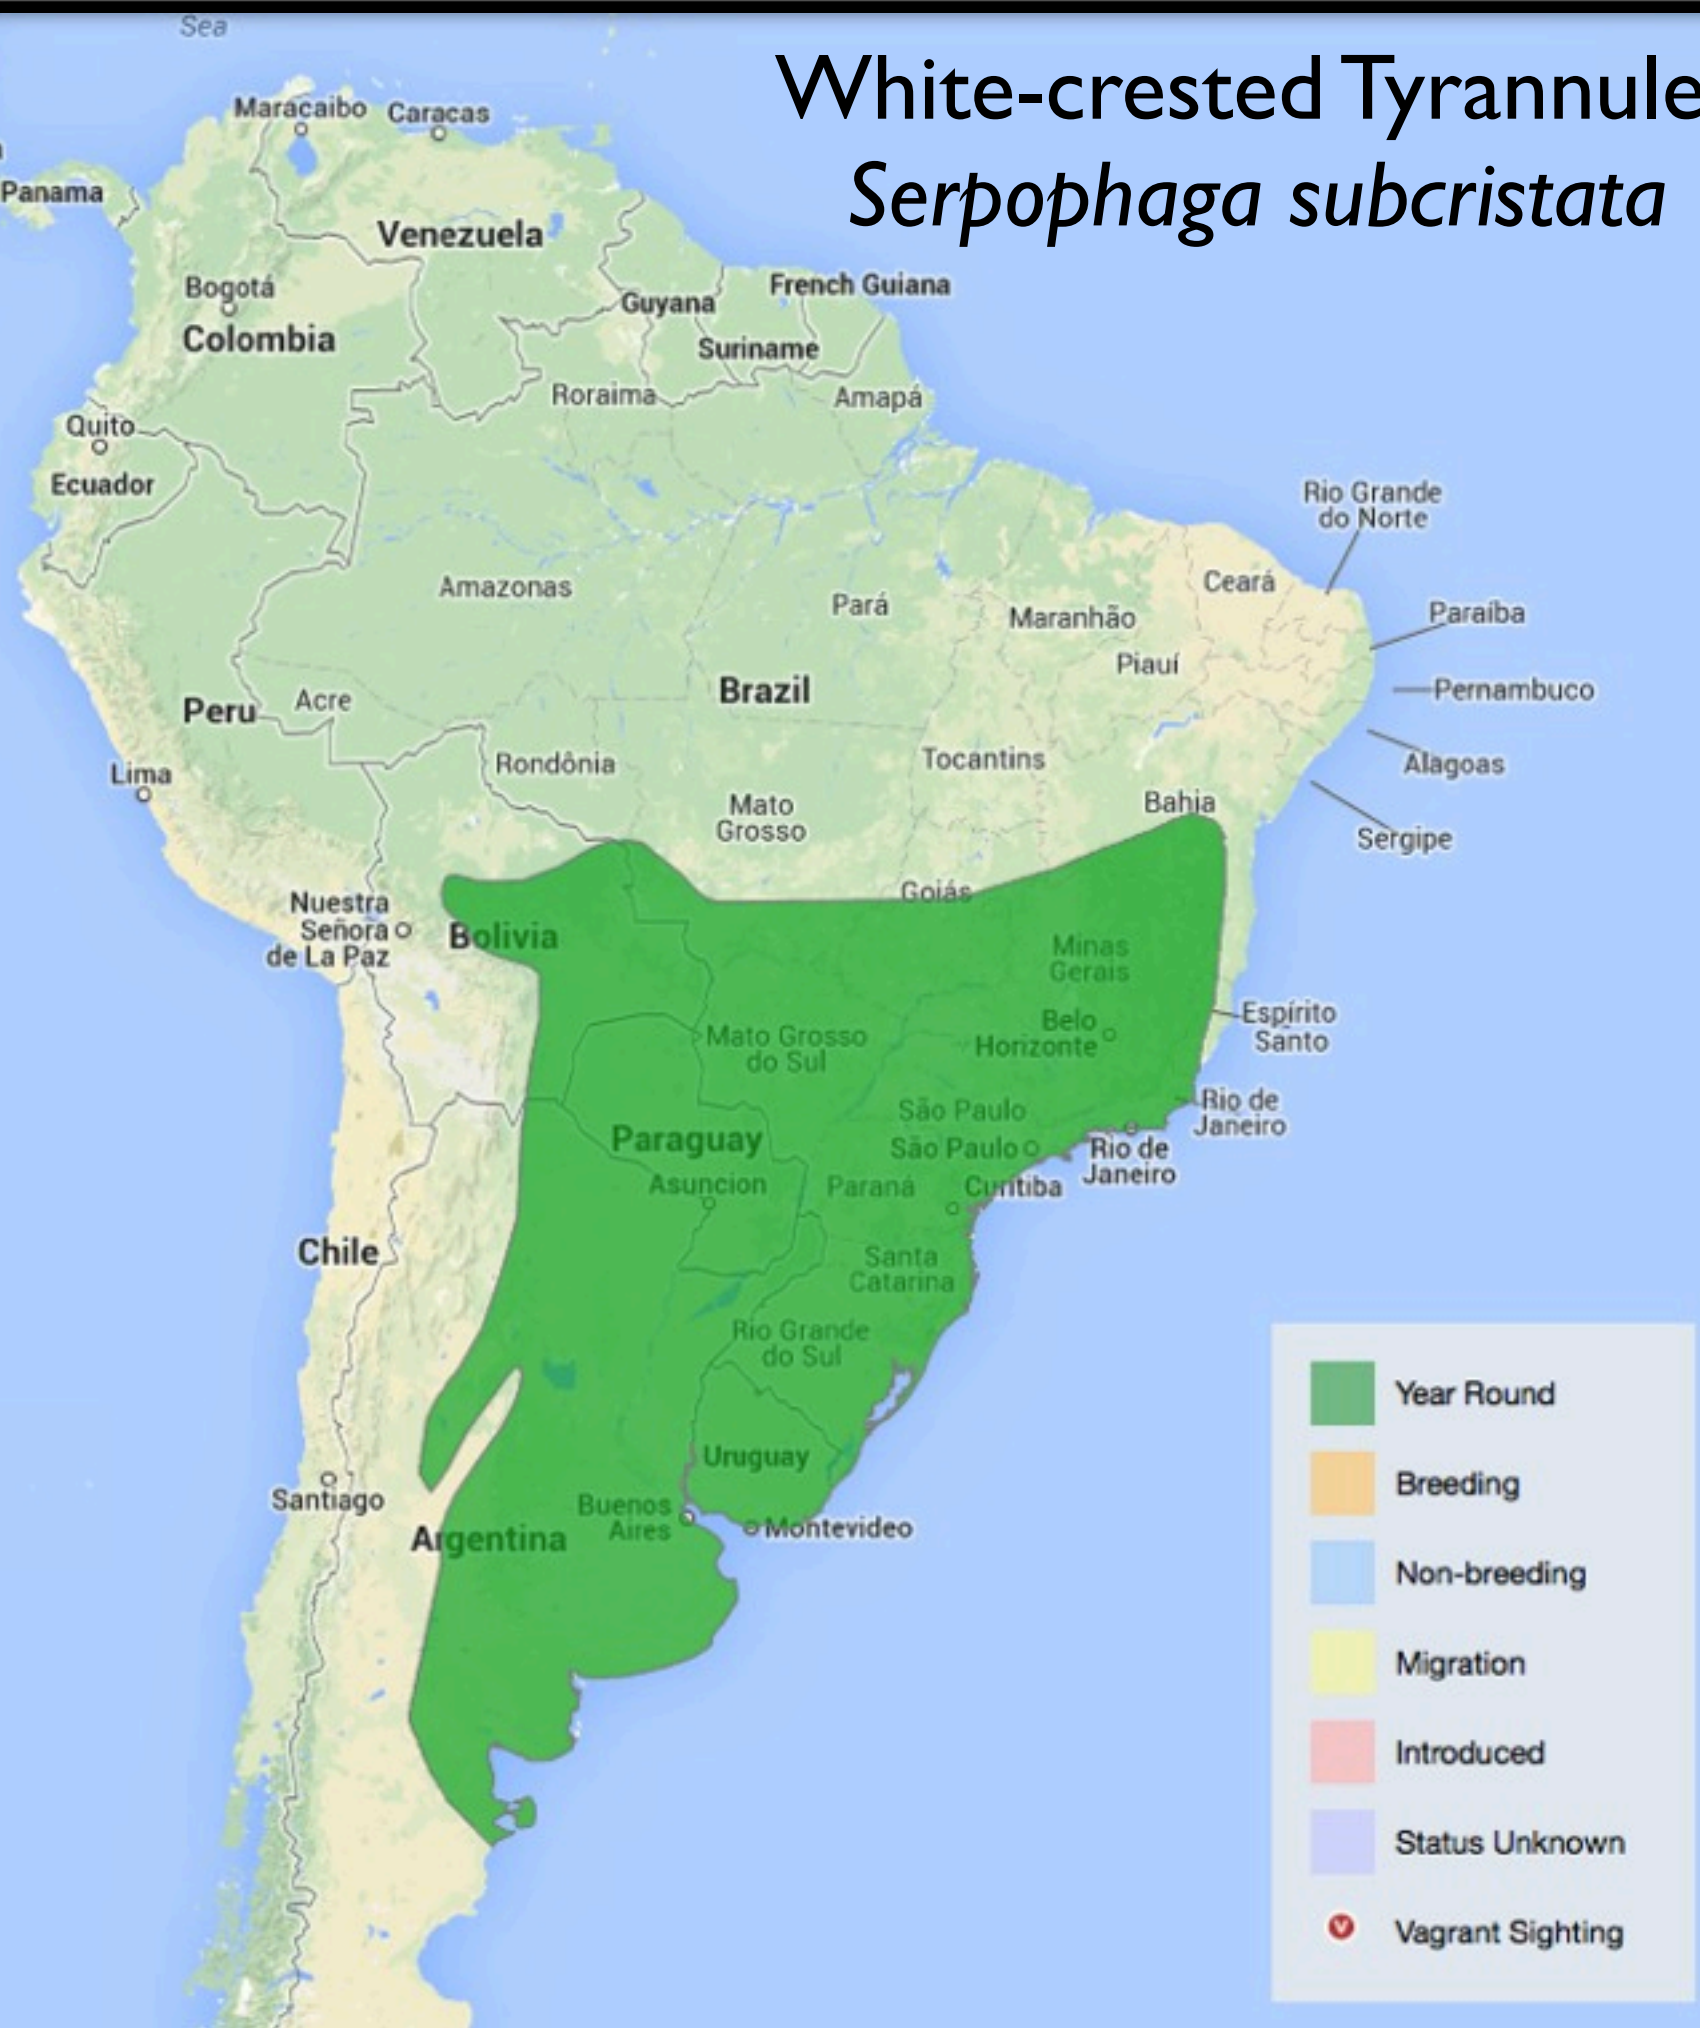 Sea
White-crested Tyrannule
Serpophaga subcristata
Maracaibo
Caracas
Panama
Venezuela
Bogotá
Colombia
Guyana
French Guiana
Suriname
Roraima
Amapá
Quito
Ecuador
Rio Grande
do Norte
Amazonas
Pará
Maranhão
Ceará
Paraíba
Piauí
Brazil
Pernambuco
Acre
Peru
Rondônia
Tocantins
Alagoas
Lima
Mato
Grosso
Bahia
Sergipe
Goiás
Nuestra
Señora
de La Paz
Bolivia
Minas
Gerais
Belo
Horizonte
Espírito
Santo
Mato Grosso
do Sul
São Paulo
São Paulo
Rio de
Janeiro
Rio de
Janeiro
Paraguay
Asuncion
Paraná
Curitiba
Chile
Santa
Catarina
Rio Grande
do Sul
Uruguay
Santiago
Buenos
Aires
Montevideo
Argentina
Year Round
Breeding
Non-breeding
Migration
Introduced
Status Unknown
V
Vagrant Sighting